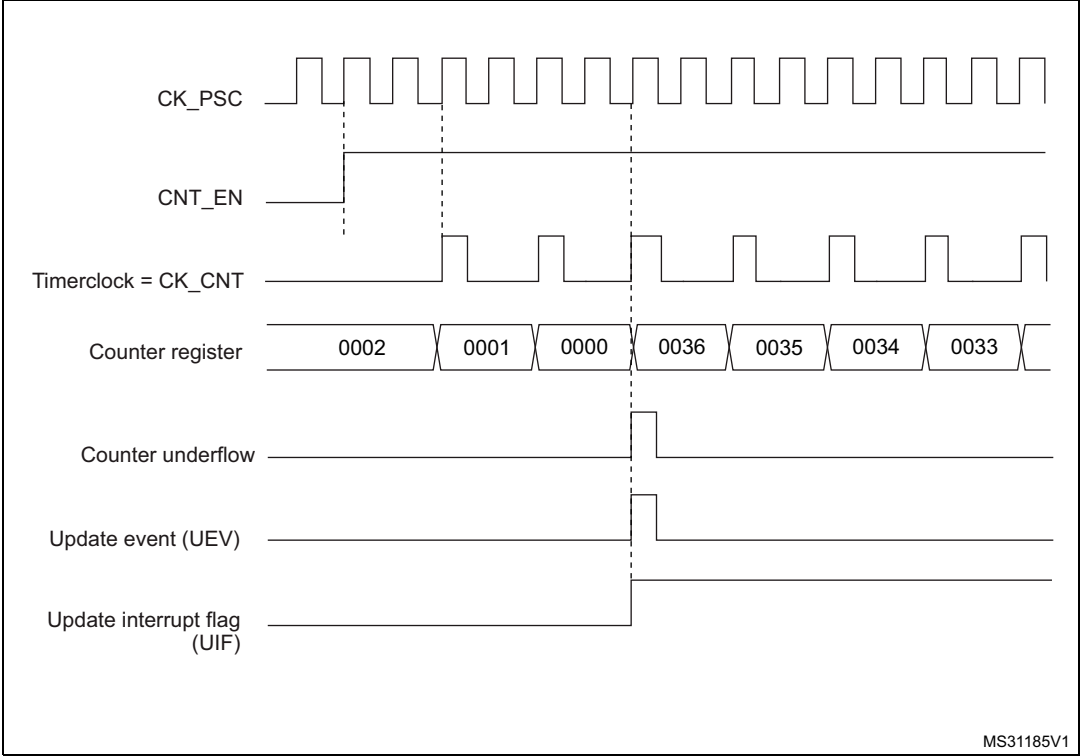 CK_PSC
CNT_EN
Timerclock = CK_CNT
Counter register
0002 0001 0000 0036 0035 0034 0033
Counter underflow
Update event (UEV)
Update interrupt flag
(UIF)
MS31185V1